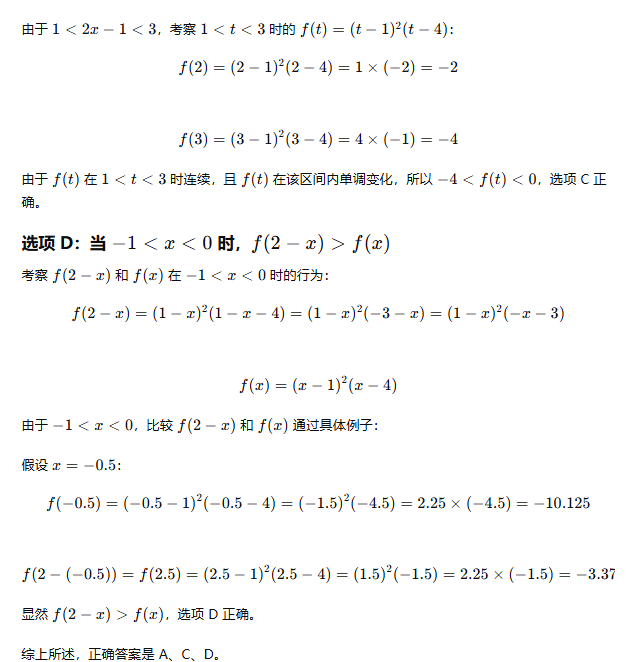 由于 1 < 2x − 1 < 3，考察 1 < t < 3 时的 f(t) = (t − 1)²(t − 4)：
f(2) = (2 − 1)²(2 − 4) = 1 × (−2) = −2
f(3) = (3 − 1)²(3 − 4) = 4 × (−1) = −4
由于 f(t) 在 1 < t < 3 时连续，且 f(t) 在该区间内单调变化，所以 −4 < f(t) < 0，选项 C 正
确。
选项 D：当 −1 < x < 0 时，f(2 − x) > f(x)
考察 f(2 − x) 和 f(x) 在 −1 < x < 0 时的行为：
f(2 − x) = (1 − x)²(1 − x − 4) = (1 − x)²(−3 − x) = (1 − x)²(−x − 3)
f(x) = (x − 1)²(x − 4)
由于 −1 < x < 0，比较 f(2 − x) 和 f(x) 通过具体例子：
假设 x = −0.5：
f(−0.5) = (−0.5 − 1)²(−0.5 − 4) = (−1.5)²(−4.5) = 2.25 × (−4.5) = −10.125
f(2 − (−0.5)) = f(2.5) = (2.5 − 1)²(2.5 − 4) = (1.5)²(−1.5) = 2.25 × (−1.5) = −3.37
显然 f(2 − x) > f(x)，选项 D 正确。
综上所述，正确答案是 A、C、D。